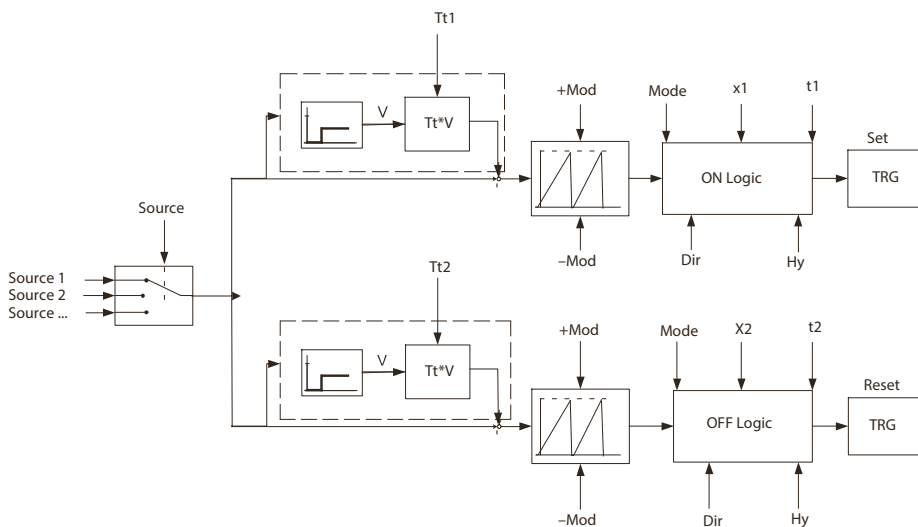 Tt1
+Mod
Mode
x1
t1
V
Tt*V
Set
ON Logic
TRG
Source
–Mod
Dir
Hy
Source 1
Source 2
Source ...
Tt2
+Mod
Mode
X2
t2
V
Tt*V
Reset
OFF Logic
TRG
–Mod
Dir
Hy